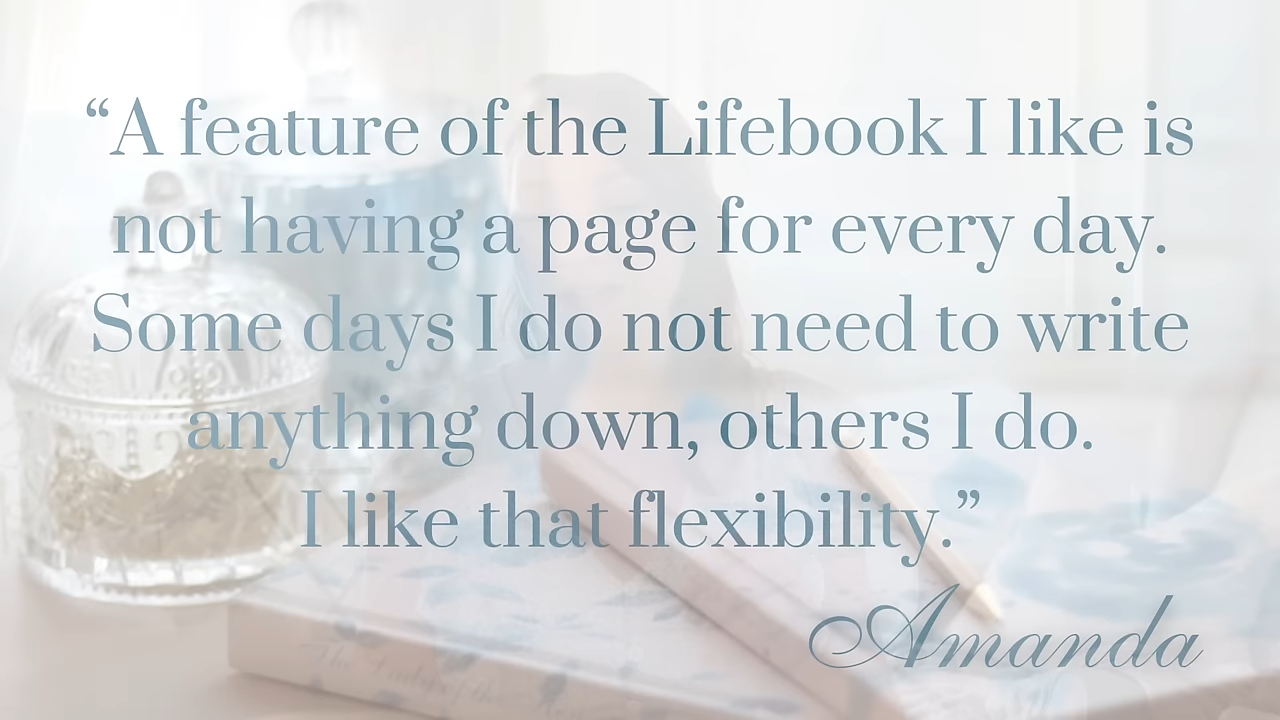 “A feature of the Lifebook I like is
not having a page for every day.
Some days I do not need to write
anything down, others I do.
I like that flexibility.”
Amanda